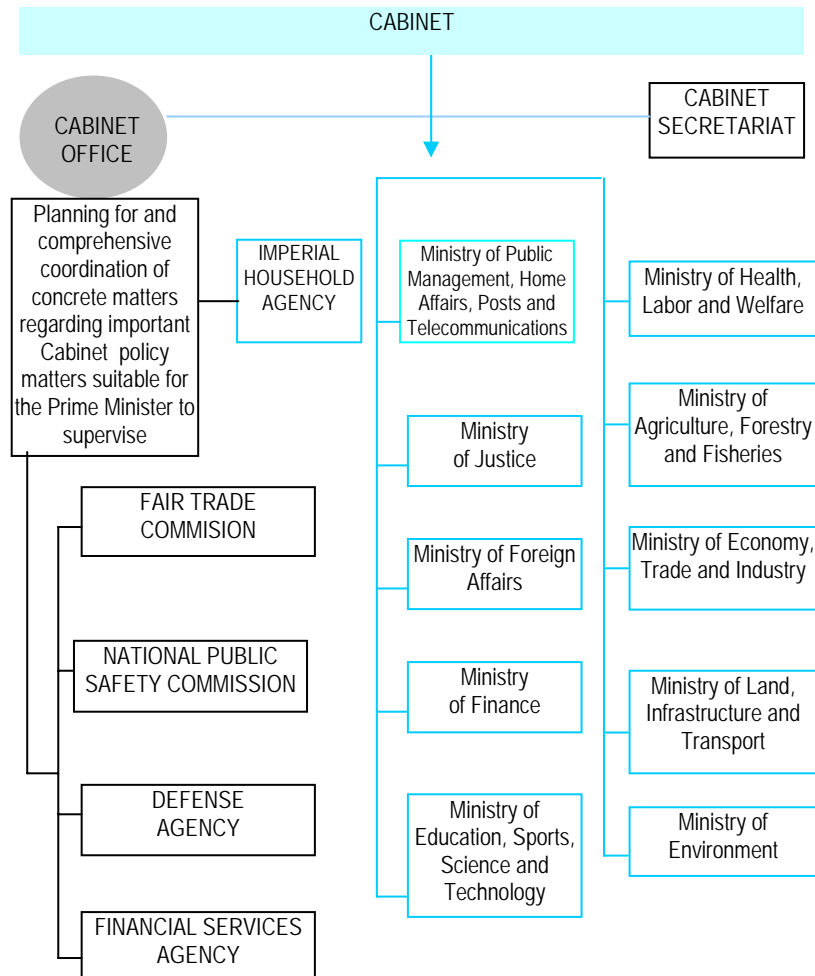 CABINET
CABINET
OFFICE
CABINET
SECRETARIAT
Planning for and
comprehensive
coordination of
concrete matters
regarding important
Cabinet policy
matters suitable for
the Prime Minister to
supervise
IMPERIAL
HOUSEHOLD
AGENCY
FAIR TRADE
COMMISION
NATIONAL PUBLIC
SAFETY COMMISSION
DEFENSE
AGENCY
FINANCIAL SERVICES
AGENCY
Ministry of Public
Management, Home
Affairs, Posts and
Telecommunications
Ministry
of Justice
Ministry of Foreign
Affairs
Ministry
of Finance
Ministry of
Education, Sports,
Science and
Technology
Ministry of Health,
Labor and Welfare
Ministry of
Agriculture, Forestry
and Fisheries
Ministry of Economy,
Trade and Industry
Ministry of Land,
Infrastructure and
Transport
Ministry of
Environment